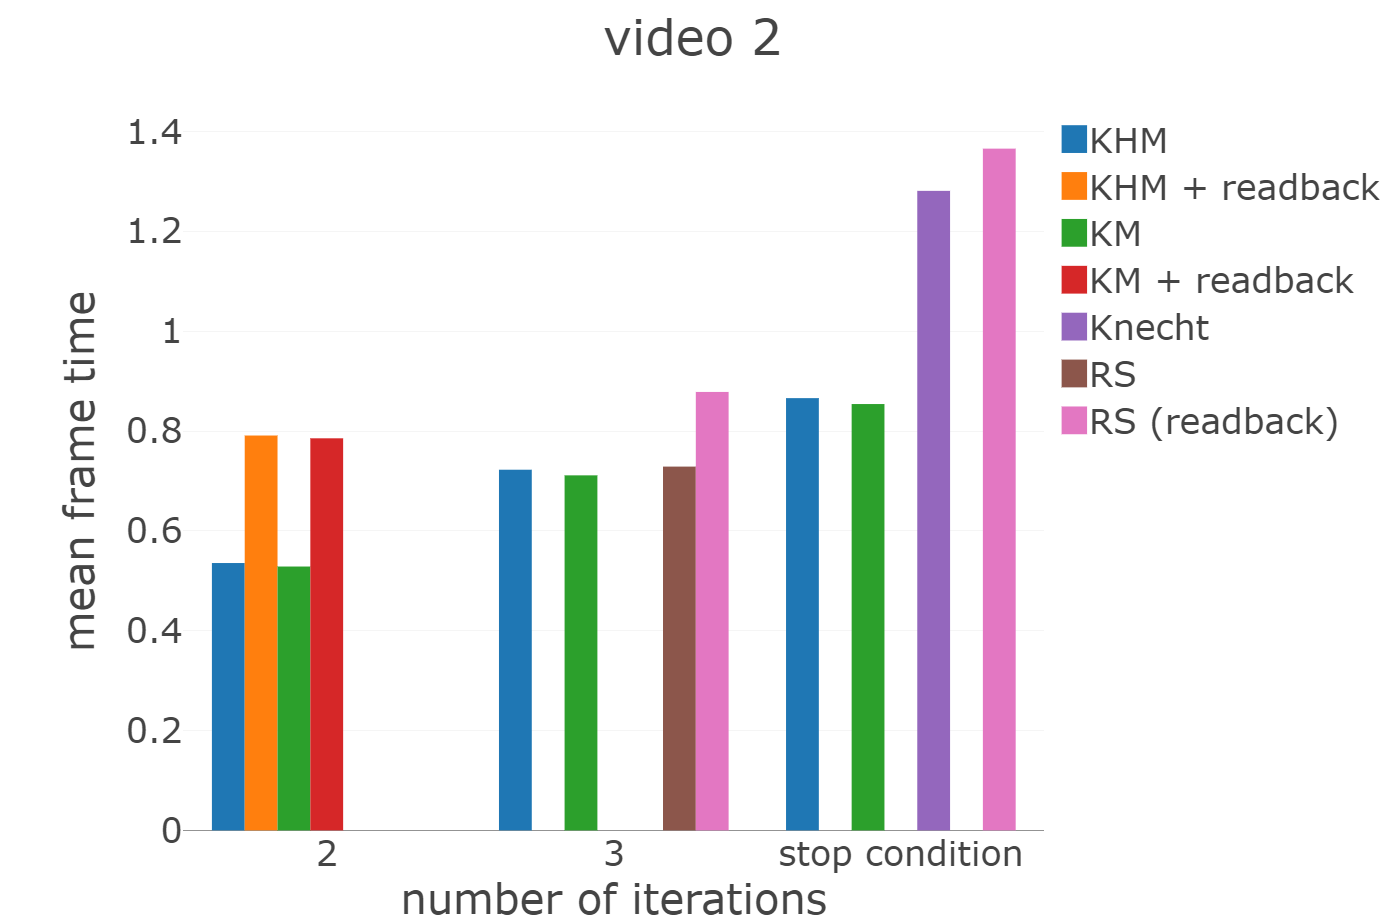 video 2
1.4
1.2
1
0.8
0.6
0.4
0.2
0
mean frame time
2
3
stop condition
number of iterations
KHM
KHM + readback
KM
KM + readback
Knecht
RS
RS (readback)